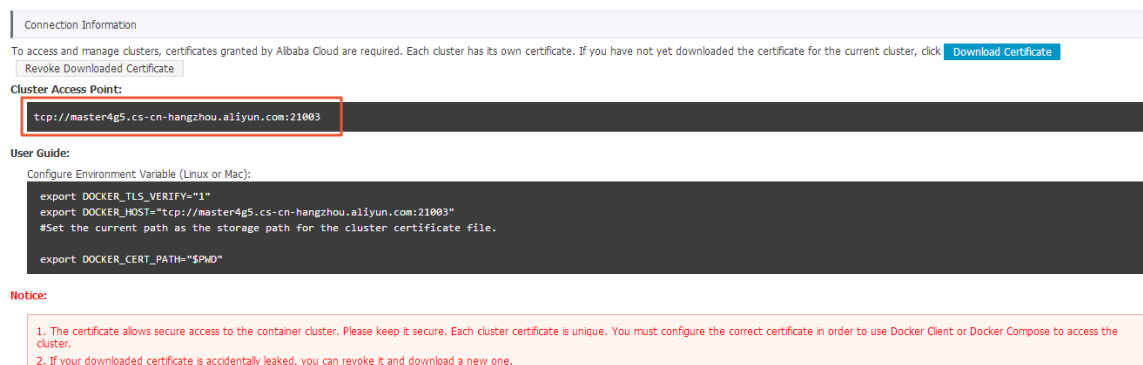 Connection Information
To access and manage clusters, certificates granted by Alibaba Cloud are required. Each cluster has its own certificate. If you have not yet downloaded the certificate for the current cluster, click Download Certificate
Revoke Downloaded Certificate
Cluster Access Point:
tcp://master4g5.cs-cn-hangzhou.aliyun.com:21003
User Guide:
Configure Environment Variable (Linux or Mac):
export DOCKER_TLS_VERIFY="1"
export DOCKER_HOST="tcp://master4g5.cs-cn-hangzhou.aliyun.com:21003"
#Set the current path as the storage path for the cluster certificate file.
export DOCKER_CERT_PATH="$PWD"
Notice:
1. The certificate allows secure access to the container cluster. Please keep it secure. Each cluster certificate is unique. You must configure the correct certificate in order to use Docker Client or Docker Compose to access the
cluster.
2. If your downloaded certificate is accidentally leaked, you can revoke it and download a new one.